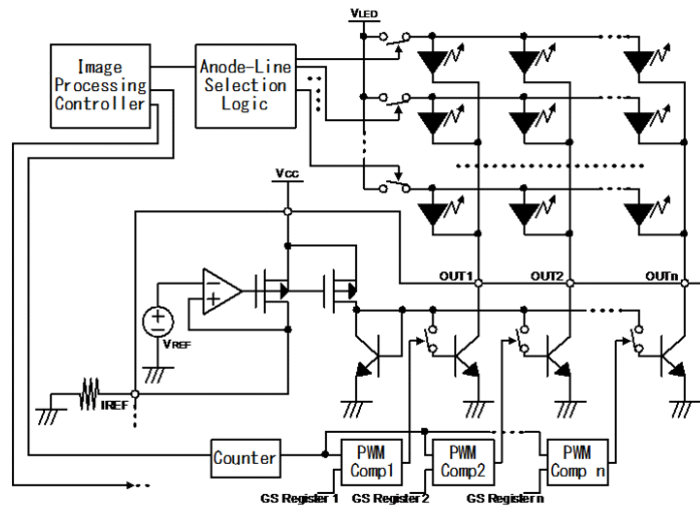 VLED
Image
Processing
Controller
Anode-Line
Selection
Logic
VCC
OUT1
OUT2
OUTn
VREF
IREF
Counter
PWM
Comp1
PWM
Comp2
PWM
Comp n
GS Register 1
GS Register 2
GS Register n